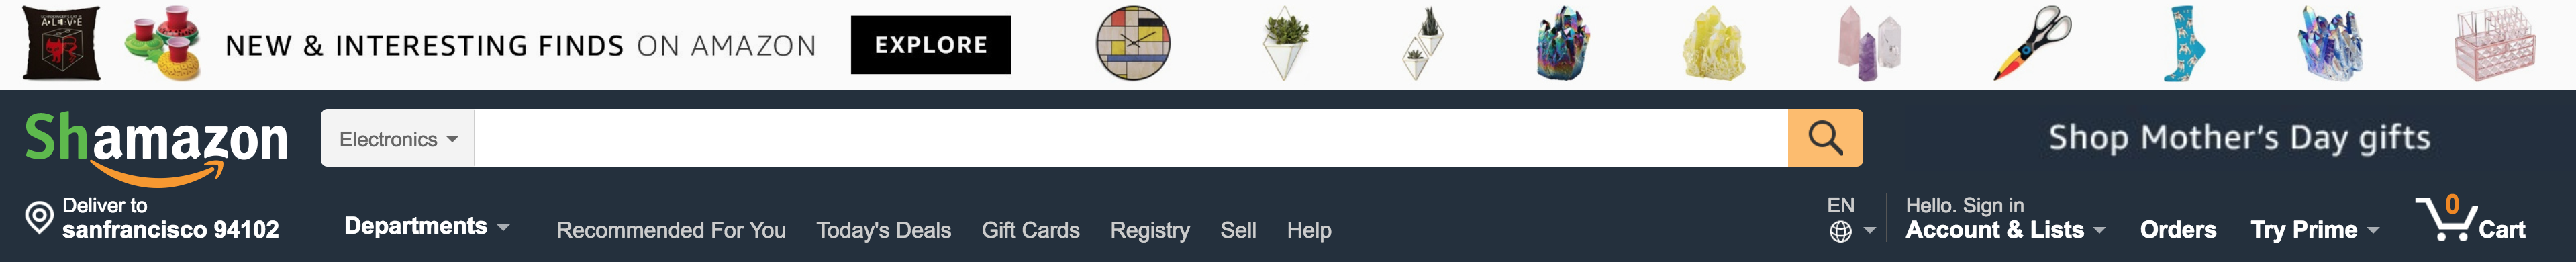 A·L·I·V·E
NEW & INTERESTING FINDS ON AMAZON
EXPLORE
Shamazon
Electronics
Shop Mother's Day gifts
Deliver to
sanfrancisco 94102
Departments
Recommended For You
Today's Deals
Gift Cards
Registry
Sell
Help
EN
Hello. Sign in
Account & Lists
Orders
Try Prime
0
Cart